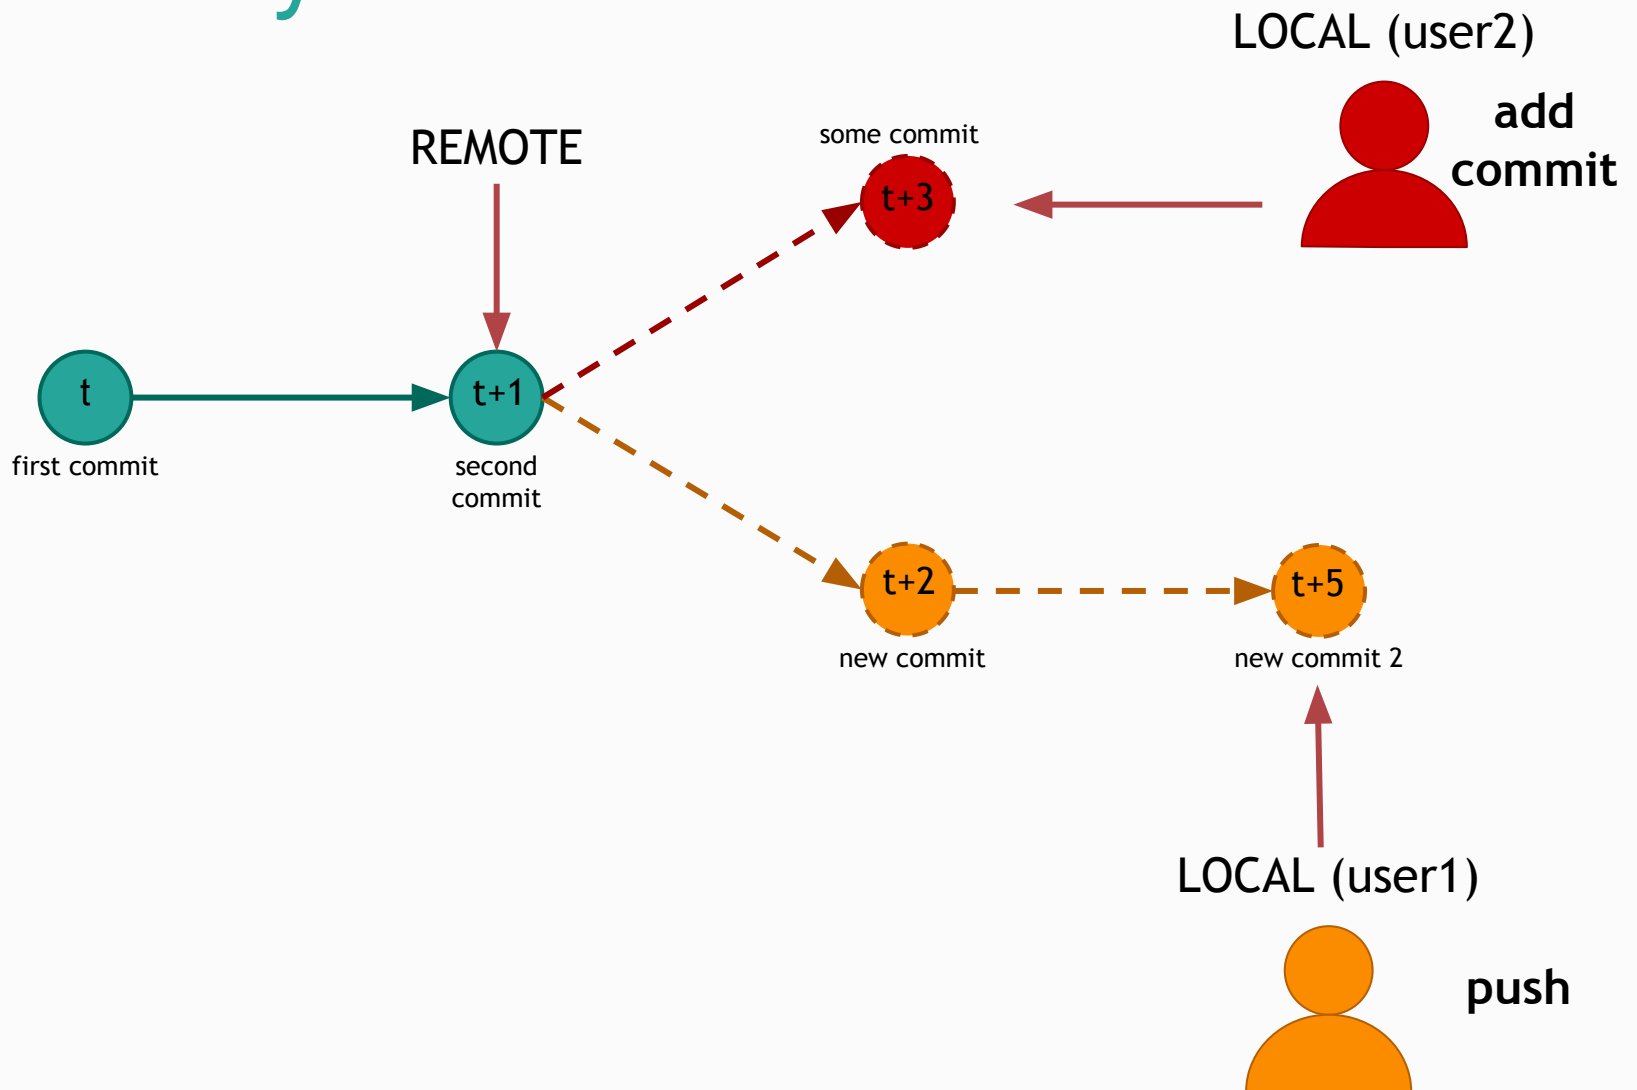 LOCAL (user2)
add
commit
REMOTE
some commit
t+3
t
t+1
first commit
second
commit
t+2
t+5
new commit
new commit 2
LOCAL (user1)
push